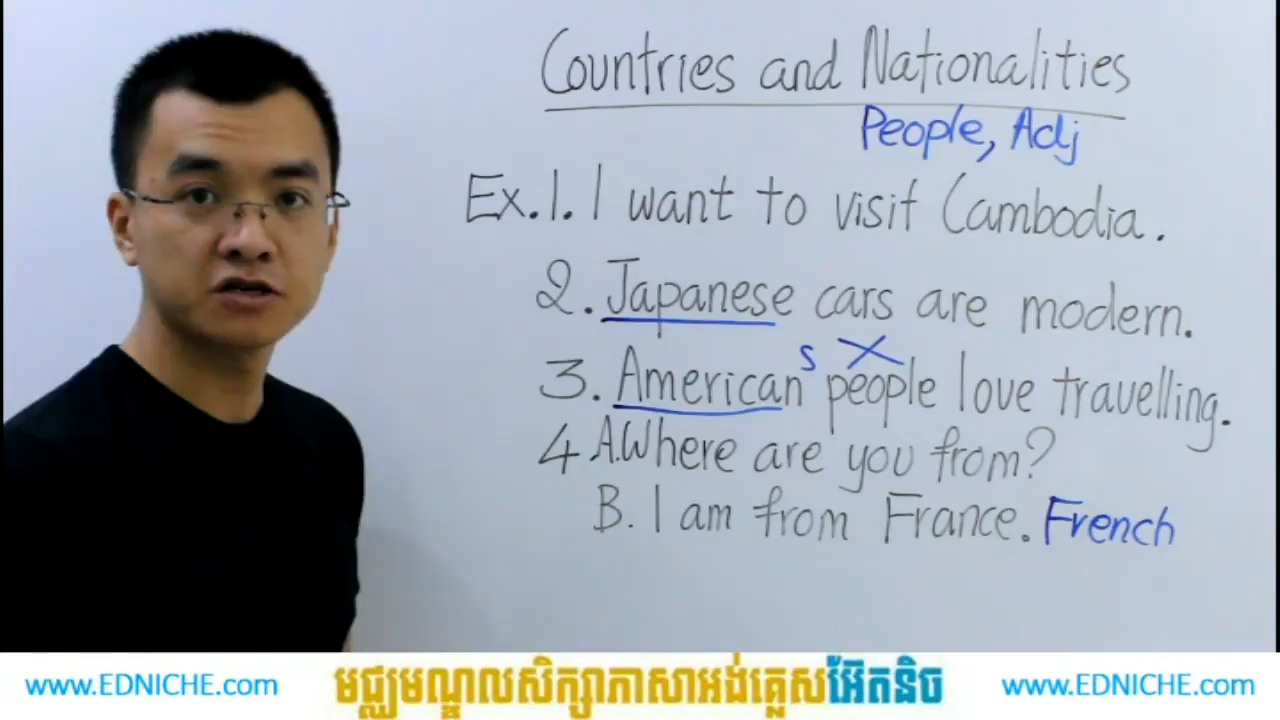 Countries and Nationalities
People, Adj
Ex.1. I want to visit Cambodia.
2. Japanese cars are modern.
s X
3. American people love travelling.
4 A.Where are you from?
B. I am from France. French
www.EDNICHE.com មជ្ឈមណ្ឌលសិក្សាភាសាអង់គ្លេសអ៊ែតនិច www.EDNICHE.com